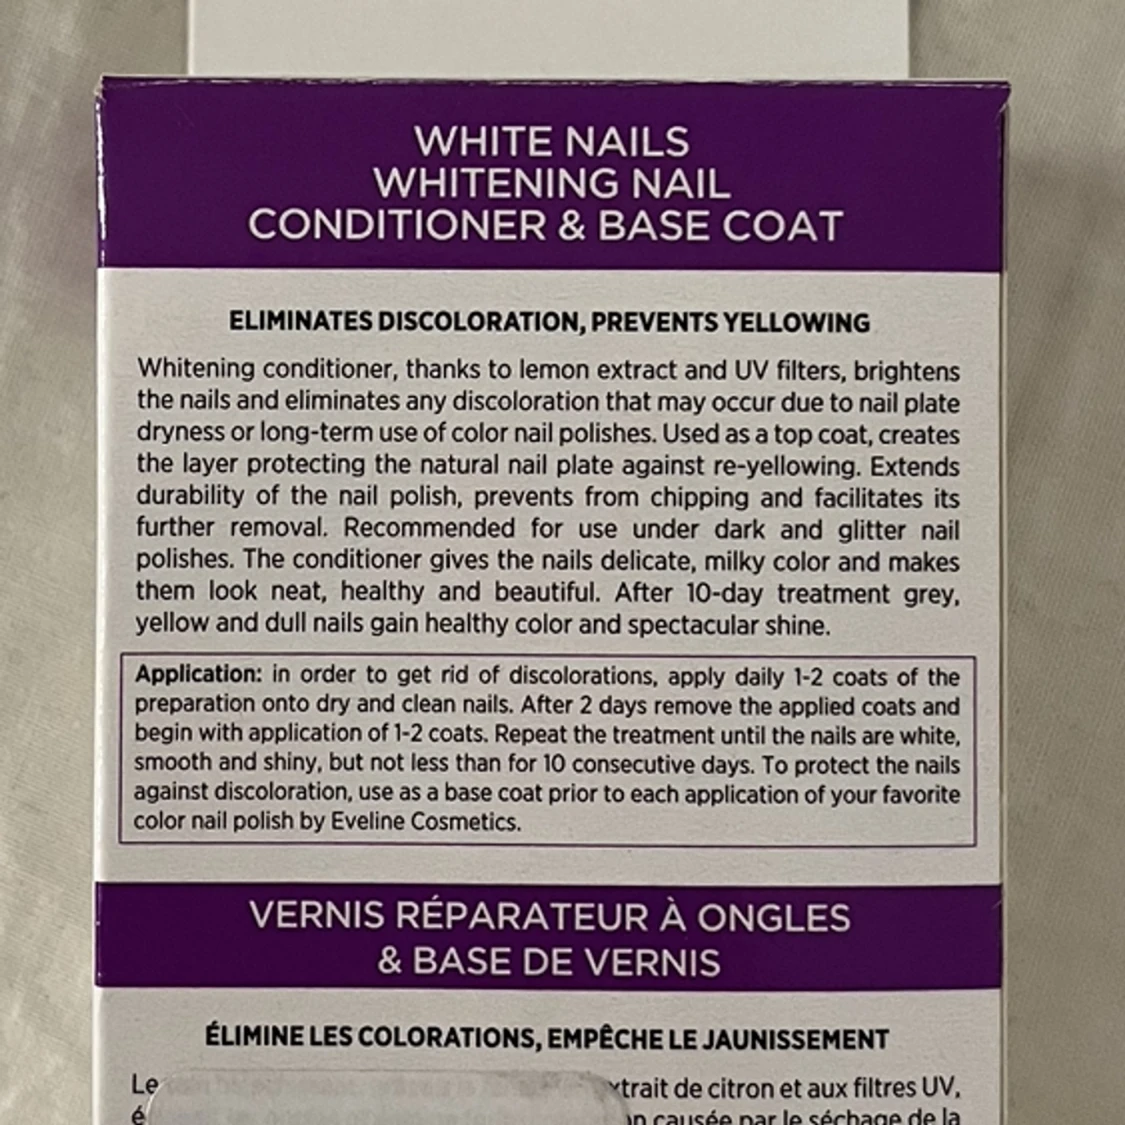 WHITE NAILS
WHITENING NAIL
CONDITIONER & BASE COAT
ELIMINATES DISCOLORATION, PREVENTS YELLOWING
Whitening conditioner, thanks to lemon extract and UV filters, brightens
the nails and eliminates any discoloration that may occur due to nail plate
dryness or long-term use of color nail polishes. Used as a top coat, creates
the layer protecting the natural nail plate against re-yellowing. Extends
durability of the nail polish, prevents from chipping and facilitates its
further removal. Recommended for use under dark and glitter nail
polishes. The conditioner gives the nails delicate, milky color and makes
them look neat, healthy and beautiful. After 10-day treatment grey,
yellow and dull nails gain healthy color and spectacular shine.
Application: in order to get rid of discolorations, apply daily 1-2 coats of the
preparation onto dry and clean nails. After 2 days remove the applied coats and
begin with application of 1-2 coats. Repeat the treatment until the nails are white,
smooth and shiny, but not less than for 10 consecutive days. To protect the nails
against discoloration, use as a base coat prior to each application of your favorite
color nail polish by Eveline Cosmetics.
VERNIS RÉPARATEUR À ONGLES
& BASE DE VERNIS
ÉLIMINE LES COLORATIONS, EMPÊCHE LE JAUNISSEMENT
Le de citron et aux filtres UV,
causée par le séchage de la